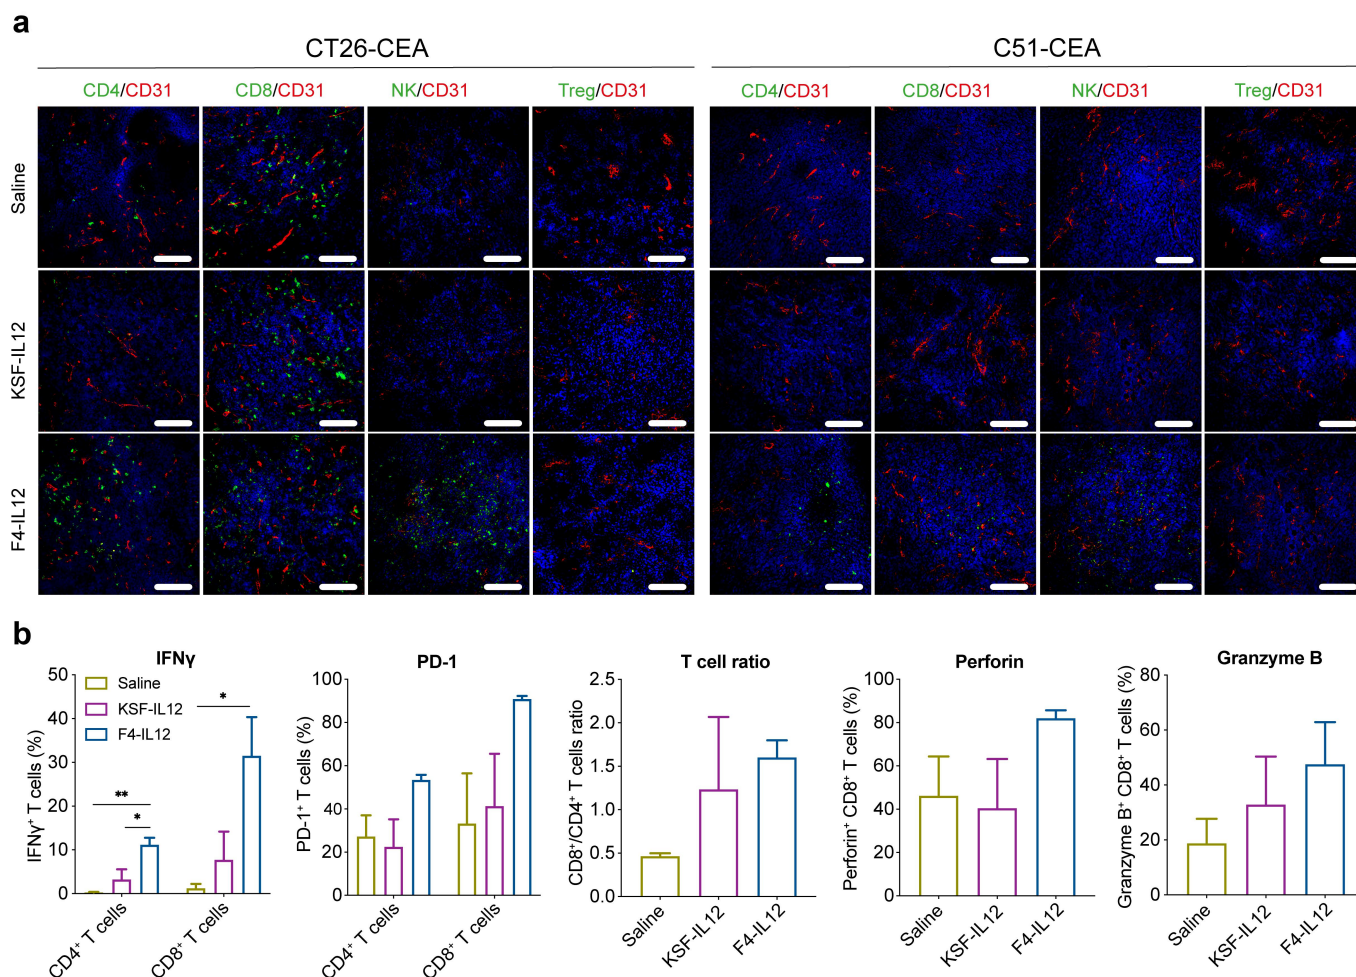 a
CT26-CEA
C51-CEA
CD4/CD31
CD8/CD31
NK/CD31
Treg/CD31
CD4/CD31
CD8/CD31
NK/CD31
Treg/CD31
Saline
KSF-IL12
F4-IL12
b
IFNγ
IFNγ⁺ T cells (%)
50
40
30
20
10
0
Saline
KSF-IL12
F4-IL12
**
*
*
CD4⁺ T cells
CD8⁺ T cells
PD-1
PD-1⁺ T cells (%)
100
80
60
40
20
0
CD4⁺ T cells
CD8⁺ T cells
T cell ratio
CD8⁺/CD4⁺ T cells ratio
2.5
2.0
1.5
1.0
0.5
0.0
Saline
KSF-IL12
F4-IL12
Perforin
Perforin⁺ CD8⁺ T cells (%)
100
80
60
40
20
0
Saline
KSF-IL12
F4-IL12
Granzyme B
Granzyme B⁺ CD8⁺ T cells (%)
80
60
40
20
0
Saline
KSF-IL12
F4-IL12